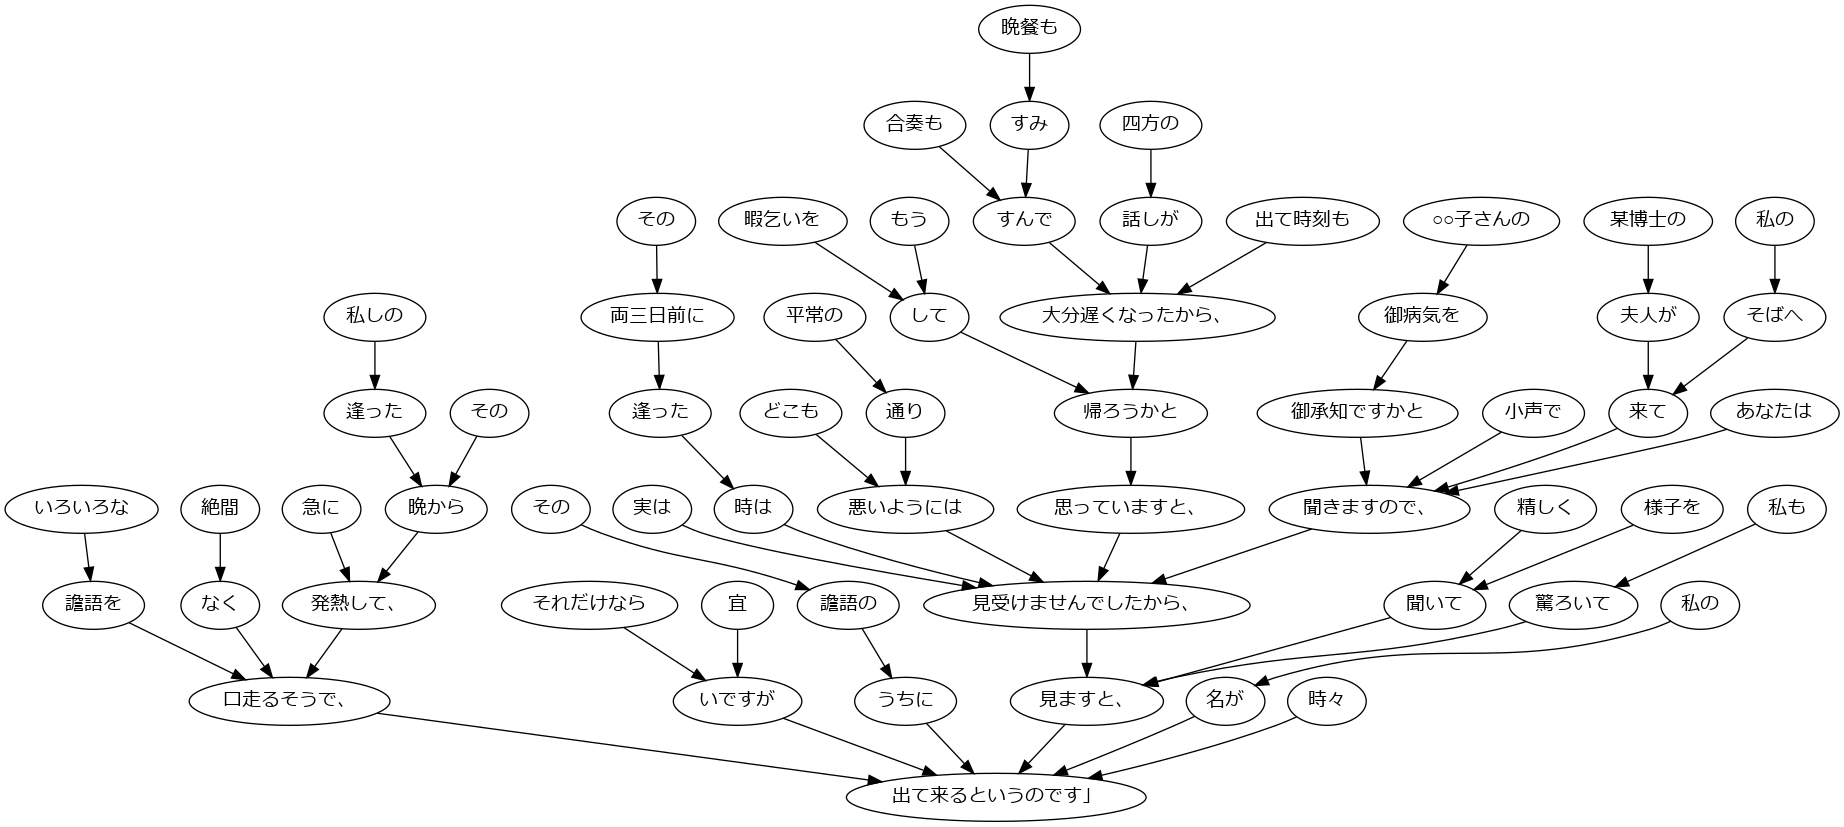 晩餐も
合奏も
すみ
四方の
その
暇乞いを
もう
すんで
話しが
出て時刻も
○○子さんの
某博士の
私の
私しの
両三日前に
平常の
して
大分遅くなったから、
御病気を
夫人が
そばへ
逢った
その
逢った
どこも
通り
帰ろうかと
御承知ですかと
小声で
来て
あなたは
いろいろな
絶間
急に
晩から
その
実は
時は
悪いようには
思っていますと、
聞きますので、
精しく
様子を
私も
譫語を
なく
発熱して、
それだけなら
宜
譫語の
見受けませんでしたから、
聞いて
驚ろいて
私の
口走るそうで、
いですが
うちに
見ますと、
名が
時々
出て来るというのです」